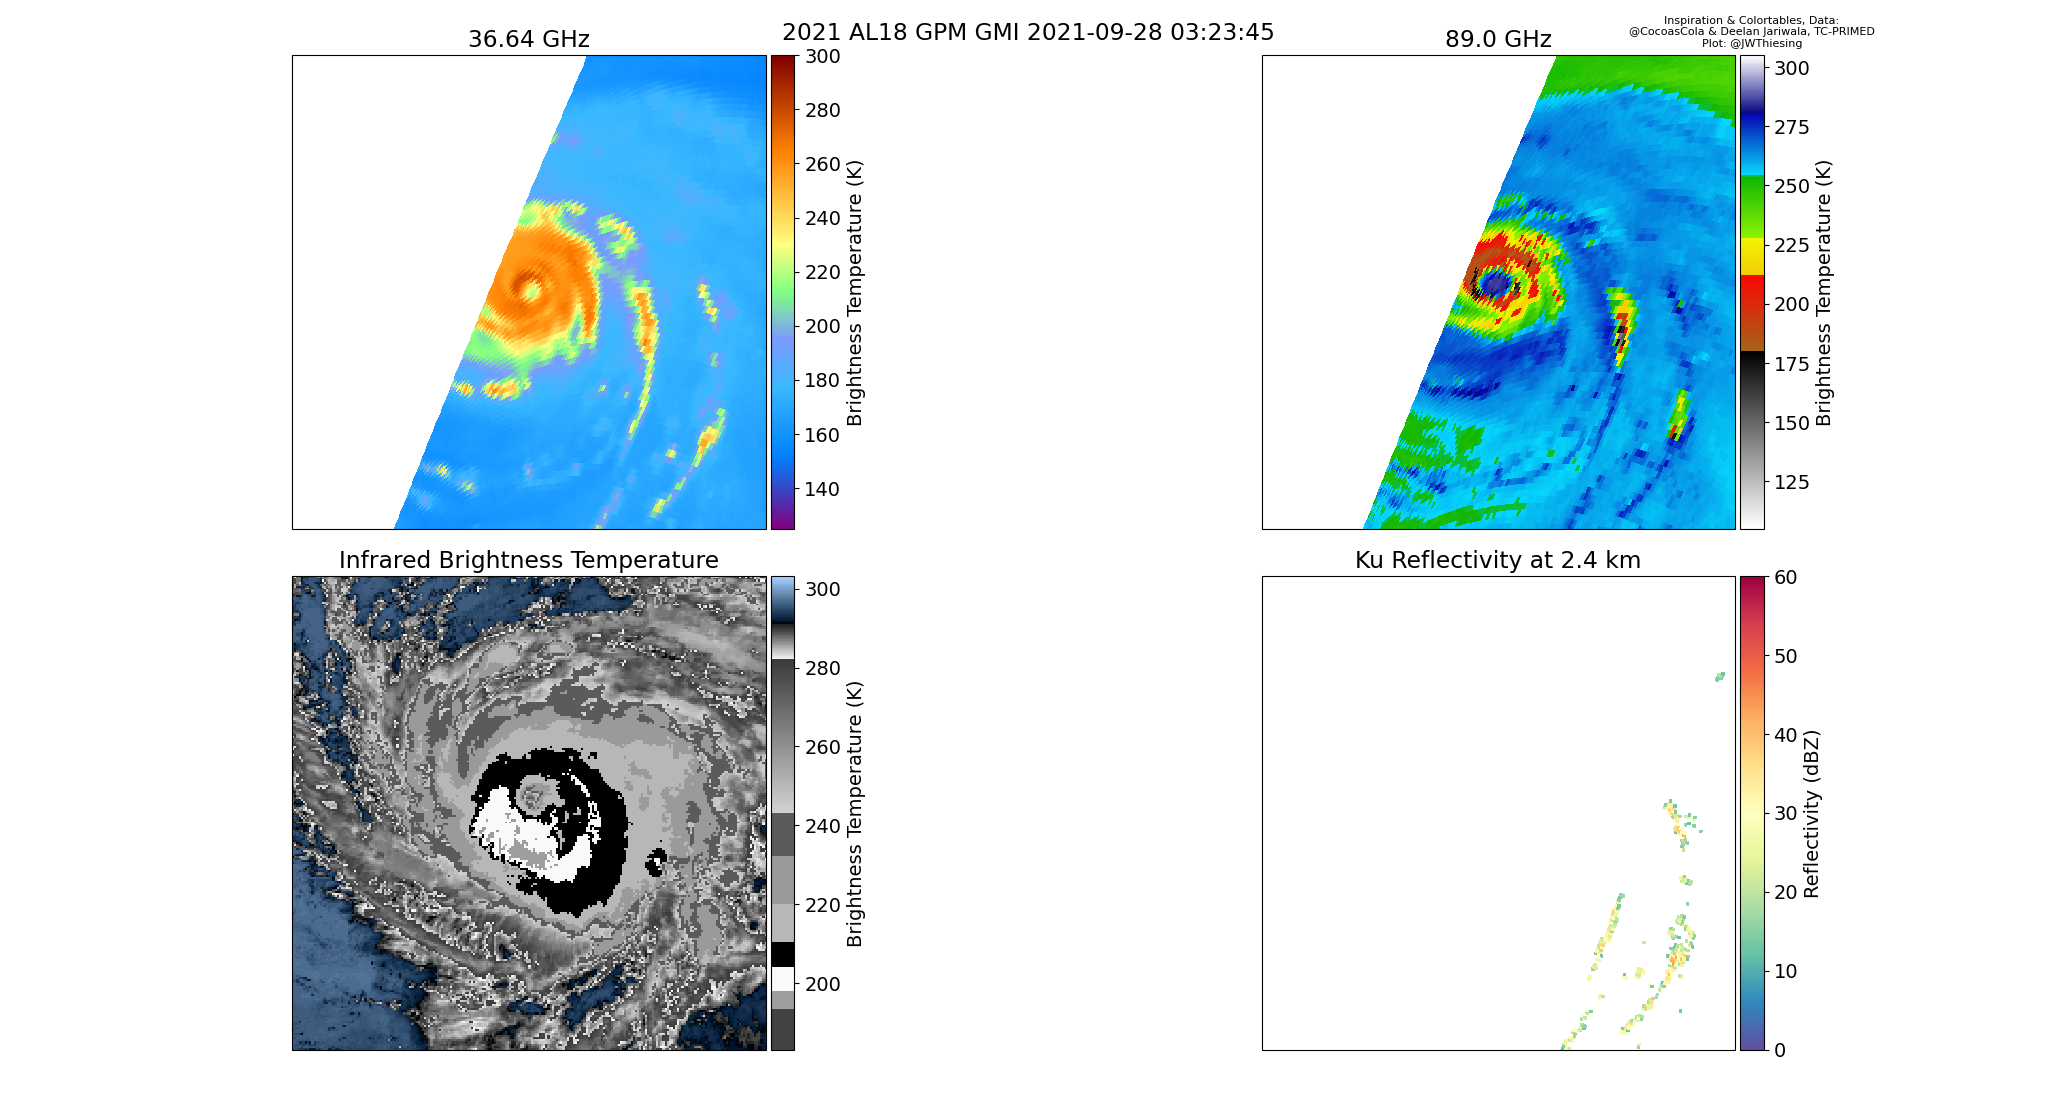 2021 AL18 GPM GMI 2021-09-28 03:23:45
Inspiration & Colortables, Data:
@CocoasCola & Deelan Jariwala, TC-PRIMED
Plot: @JWThiesing
36.64 GHz
300
280
260
240
220
200
180
160
140
Brightness Temperature (K)
89.0 GHz
300
275
250
225
200
175
150
125
Brightness Temperature (K)
Infrared Brightness Temperature
300
280
260
240
220
200
Brightness Temperature (K)
Ku Reflectivity at 2.4 km
60
50
40
30
20
10
0
Reflectivity (dBZ)